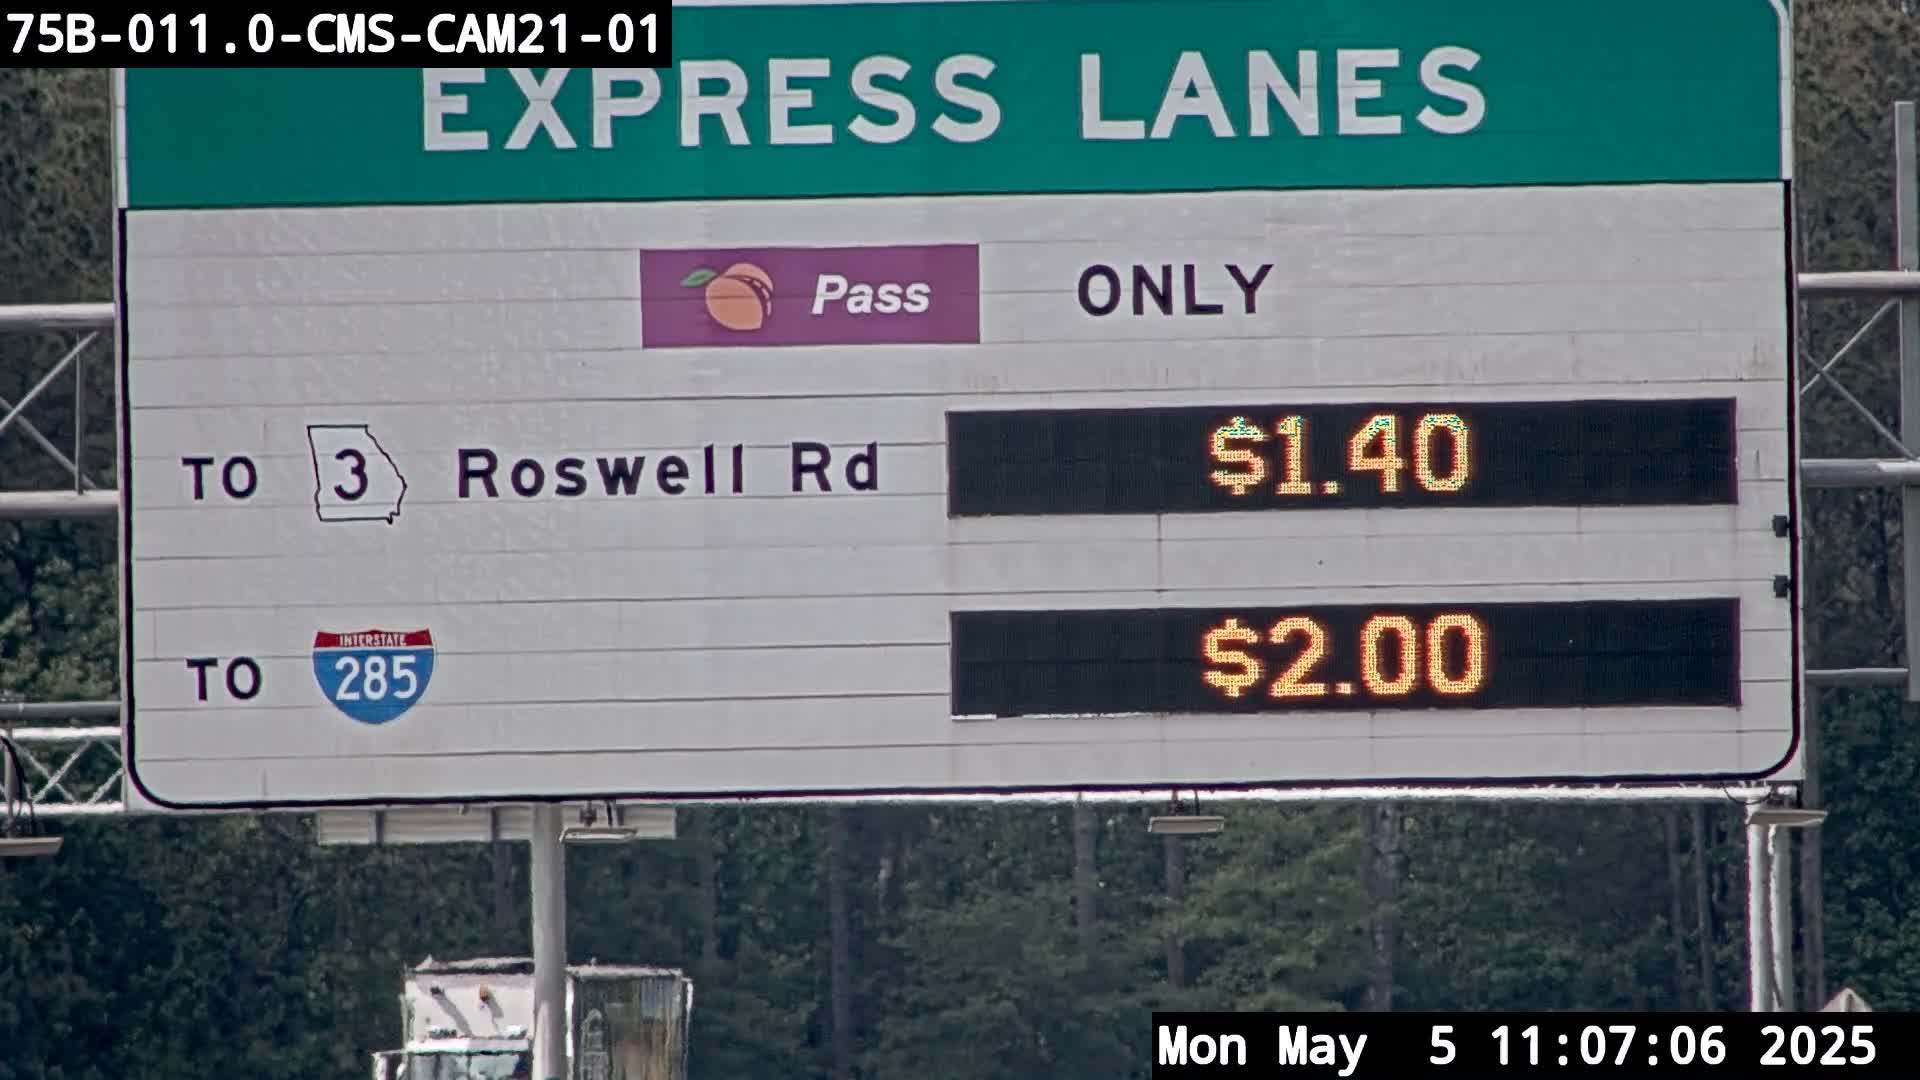 75B-011.0-CMS-CAM21-01
EXPRESS LANES
Pass ONLY
TO 3 Roswell Rd $1.40
INTERSTATE
TO 285 $2.00
Mon May 5 11:07:06 2025